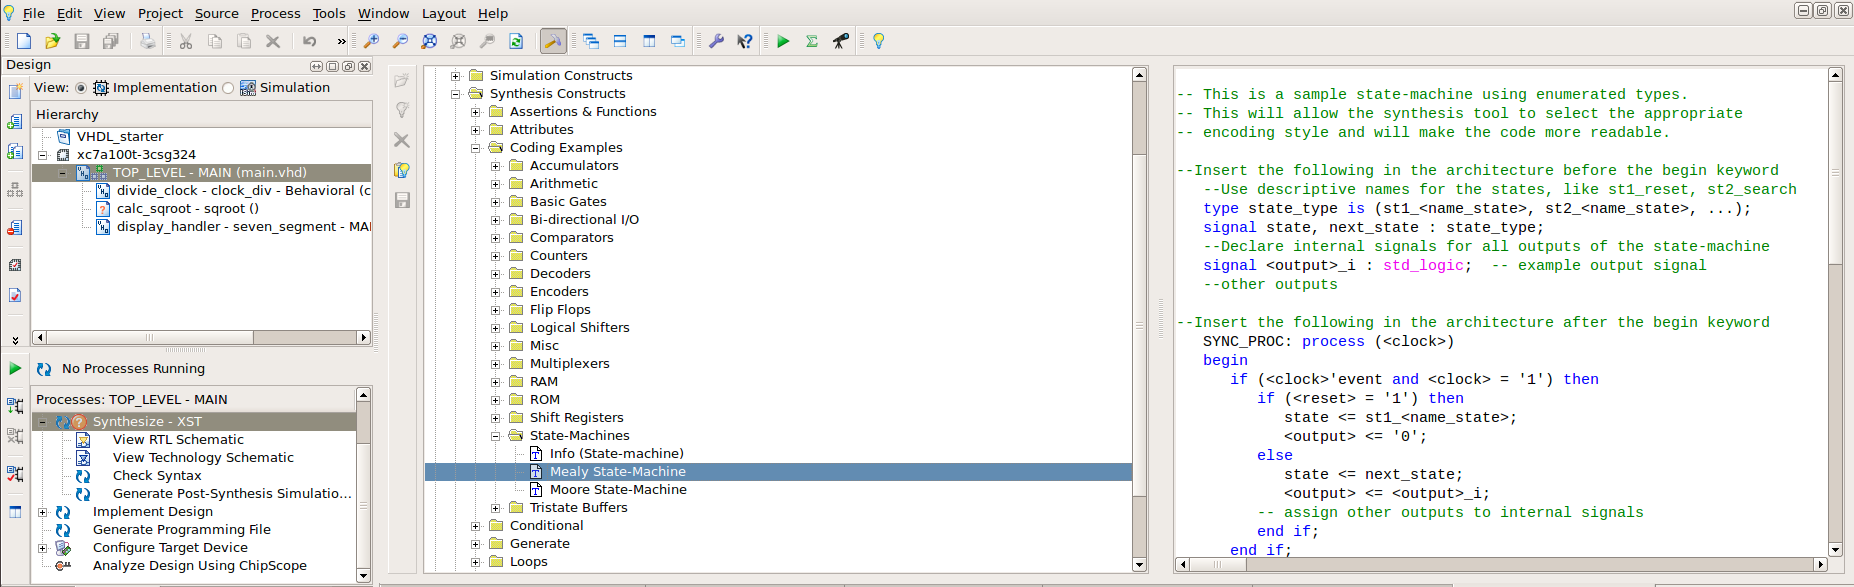 File Edit View Project Source Process Tools Window Layout Help
Design
View: Implementation Simulation
Hierarchy
VHDL_starter
xc7a100t-3csg324
TOP_LEVEL - MAIN (main.vhd)
divide_clock - clock_div - Behavioral (c
calc_sqroot - sqroot ()
display_handler - seven_segment - MAI
No Processes Running
Processes: TOP_LEVEL - MAIN
Synthesize - XST
View RTL Schematic
View Technology Schematic
Check Syntax
Generate Post-Synthesis Simulatio...
Implement Design
Generate Programming File
Configure Target Device
Analyze Design Using ChipScope
Simulation Constructs
Synthesis Constructs
Assertions & Functions
Attributes
Coding Examples
Accumulators
Arithmetic
Basic Gates
Bi-directional I/O
Comparators
Counters
Decoders
Encoders
Flip Flops
Logical Shifters
Misc
Multiplexers
RAM
ROM
Shift Registers
State-Machines
Info (State-machine)
Mealy State-Machine
Moore State-Machine
Tristate Buffers
Conditional
Generate
Loops
-- This is a sample state-machine using enumerated types.
-- This will allow the synthesis tool to select the appropriate
-- encoding style and will make the code more readable.
--Insert the following in the architecture before the begin keyword
--Use descriptive names for the states, like st1_reset, st2_search
type state_type is (st1_<name_state>, st2_<name_state>, ...);
signal state, next_state : state_type;
--Declare internal signals for all outputs of the state-machine
signal <output>_i : std_logic;  -- example output signal
--other outputs
--Insert the following in the architecture after the begin keyword
SYNC_PROC: process (<clock>)
begin
if (<clock>'event and <clock> = '1') then
if (<reset> = '1') then
state <= st1_<name_state>;
<output> <= '0';
else
state <= next_state;
<output> <= <output>_i;
-- assign other outputs to internal signals
end if;
end if;